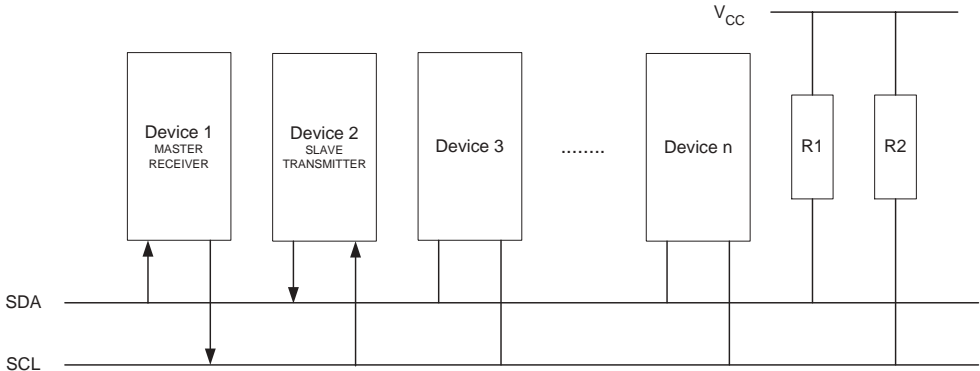 V_CC
Device 1
MASTER
RECEIVER
Device 2
SLAVE
TRANSMITTER
Device 3
........
Device n
R1
R2
SDA
SCL